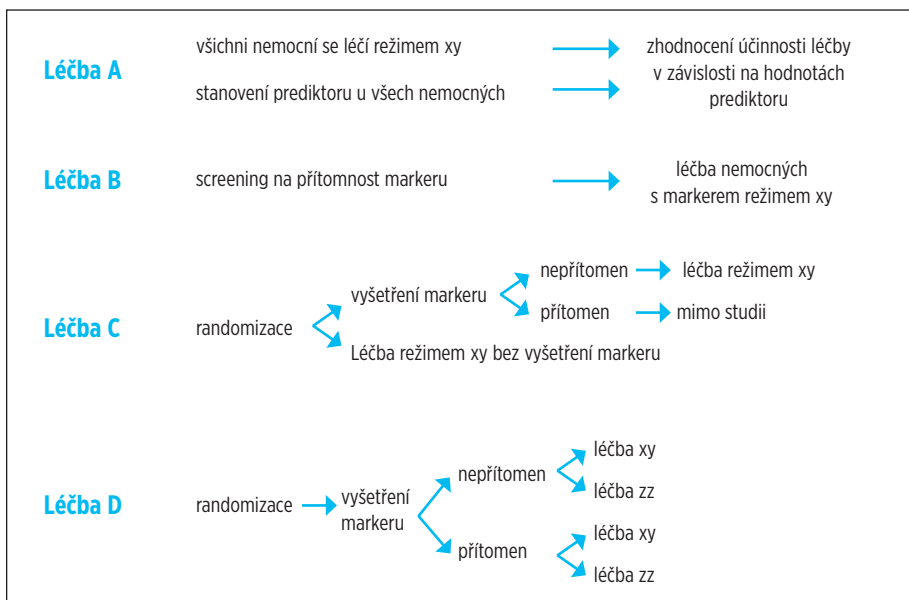 Léčba A
všichni nemocní se léčí režimem xy
stanovení prediktoru u všech nemocných
zhodnocení účinnosti léčby
v závislosti na hodnotách
prediktoru
Léčba B
screening na přítomnost markeru
léčba nemocných
s markerem režimem xy
Léčba C
randomizace
vyšetření markeru
nepřítomen
léčba režimem xy
přítomen
mimo studii
Léčba režimem xy bez vyšetření markeru
Léčba D
randomizace
vyšetření
markeru
nepřítomen
léčba xy
léčba zz
přítomen
léčba xy
léčba zz